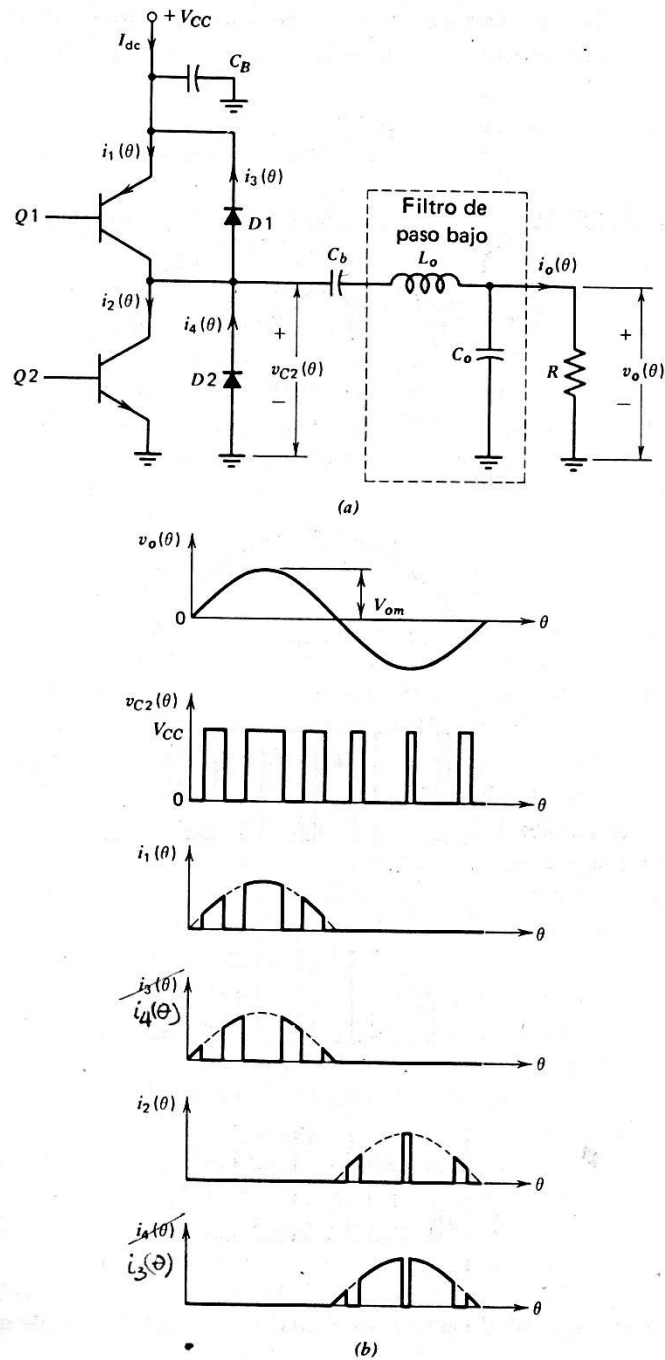 + V_CC
I_dc
C_B
i_1(θ)
i_3(θ)
Q1
D1
Filtro de
paso bajo
C_b
L_o
i_o(θ)
i_2(θ)
i_4(θ)
+
v_C2(θ)
−
C_o
R
+
v_o(θ)
−
Q2
D2
(a)
v_o(θ)
0
V_om
θ
v_C2(θ)
V_CC
0
θ
i_1(θ)
θ
i_3(θ)
i_4(θ)
θ
i_2(θ)
θ
i_4(θ)
i_3(θ)
θ
(b)